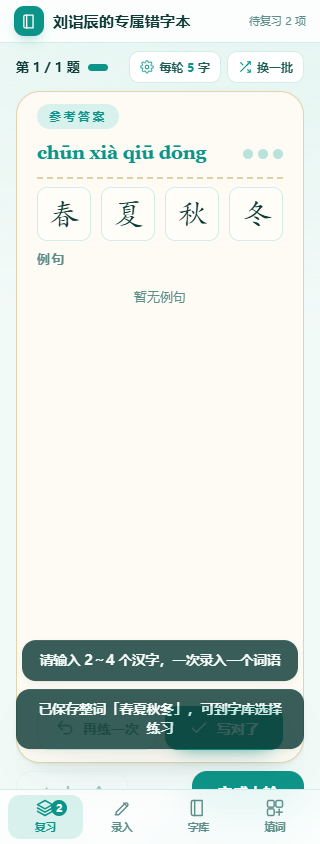 刘诣辰的专属错字本
待复习 2 项
第 1 / 1 题
每轮 5 字
换一批
参考答案
chūn xià qiū dōng
春 夏 秋 冬
例句
暂无例句
请输入 2~4 个汉字，一次录入一个词语
已保存整词「春夏秋冬」，可到字库选择
练习
再练一次
写对了
2
复习
录入
字库
填词